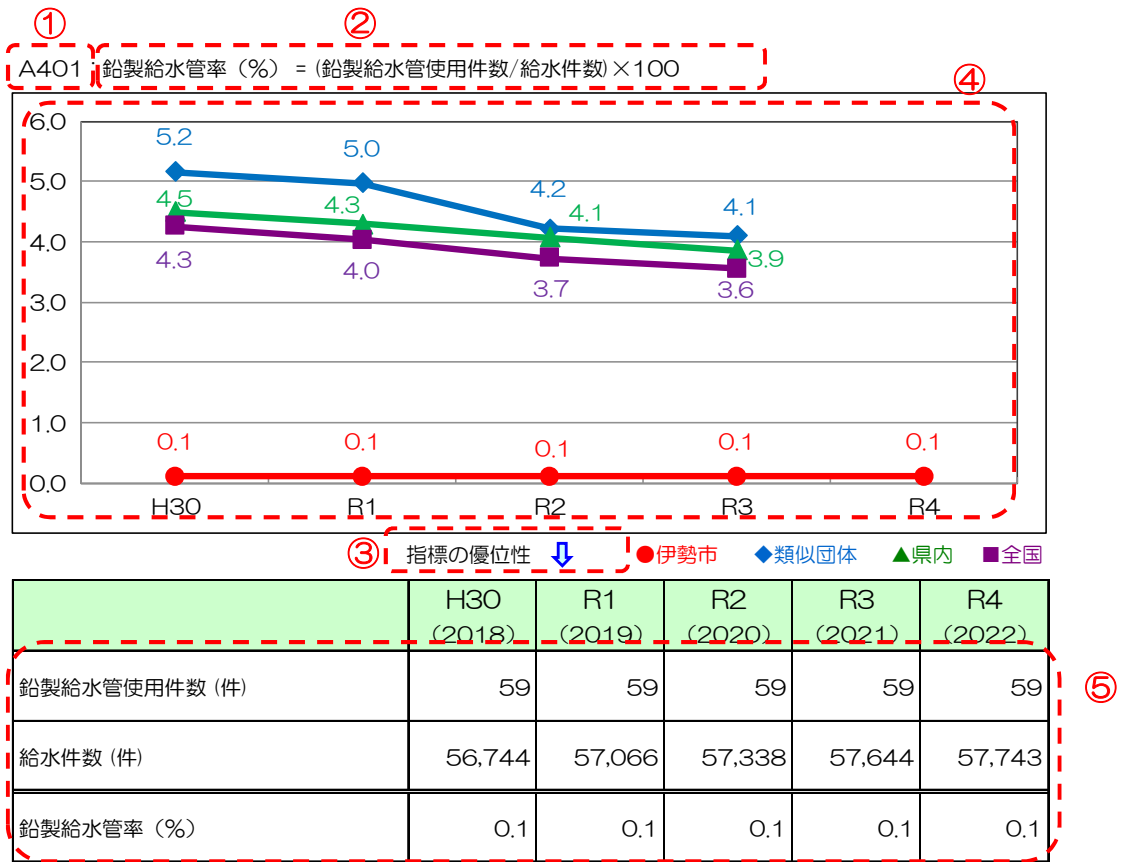 ① ②
A401：鉛製給水管率（%） = (鉛製給水管使用件数/給水件数)×100
④
6.0
5.0
4.0
3.0
2.0
1.0
0.0
5.2 5.0 4.2 4.1
4.5 4.3 4.1 3.9
4.3 4.0 3.7 3.6
0.1 0.1 0.1 0.1 0.1
H30 R1 R2 R3 R4
③ 指標の優位性 ⇩ ●伊勢市 ◆類似団体 ▲県内 ■全国
H30 R1 R2 R3 R4
（2018） （2019） （2020） （2021） （2022）
⑤
鉛製給水管使用件数 (件) 59 59 59 59 59
給水件数 (件) 56,744 57,066 57,338 57,644 57,743
鉛製給水管率（%） 0.1 0.1 0.1 0.1 0.1